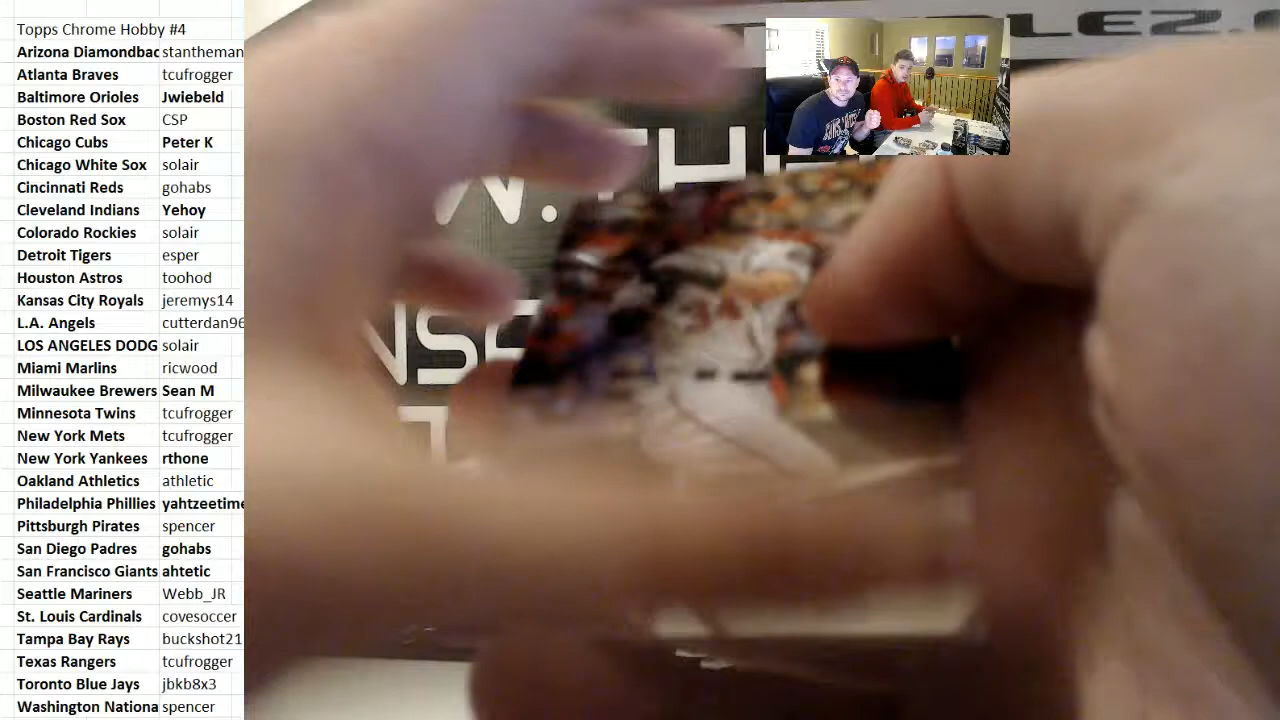 Topps Chrome Hobby #4
Arizona Diamondbac stantheman
Atlanta Braves tcufrogger
Baltimore Orioles Jwiebeld
Boston Red Sox CSP
Chicago Cubs Peter K
Chicago White Sox solair
Cincinnati Reds gohabs
Cleveland Indians Yehoy
Colorado Rockies solair
Detroit Tigers esper
Houston Astros toohod
Kansas City Royals jeremys14
L.A. Angels cutterdan96
LOS ANGELES DODG solair
Miami Marlins ricwood
Milwaukee Brewers Sean M
Minnesota Twins tcufrogger
New York Mets tcufrogger
New York Yankees rthone
Oakland Athletics athletic
Philadelphia Phillies yahtzeetime
Pittsburgh Pirates spencer
San Diego Padres gohabs
San Francisco Giants ahtetic
Seattle Mariners Webb_JR
St. Louis Cardinals covesoccer
Tampa Bay Rays buckshot21
Texas Rangers tcufrogger
Toronto Blue Jays jbkb8x3
Washington Nationa spencer